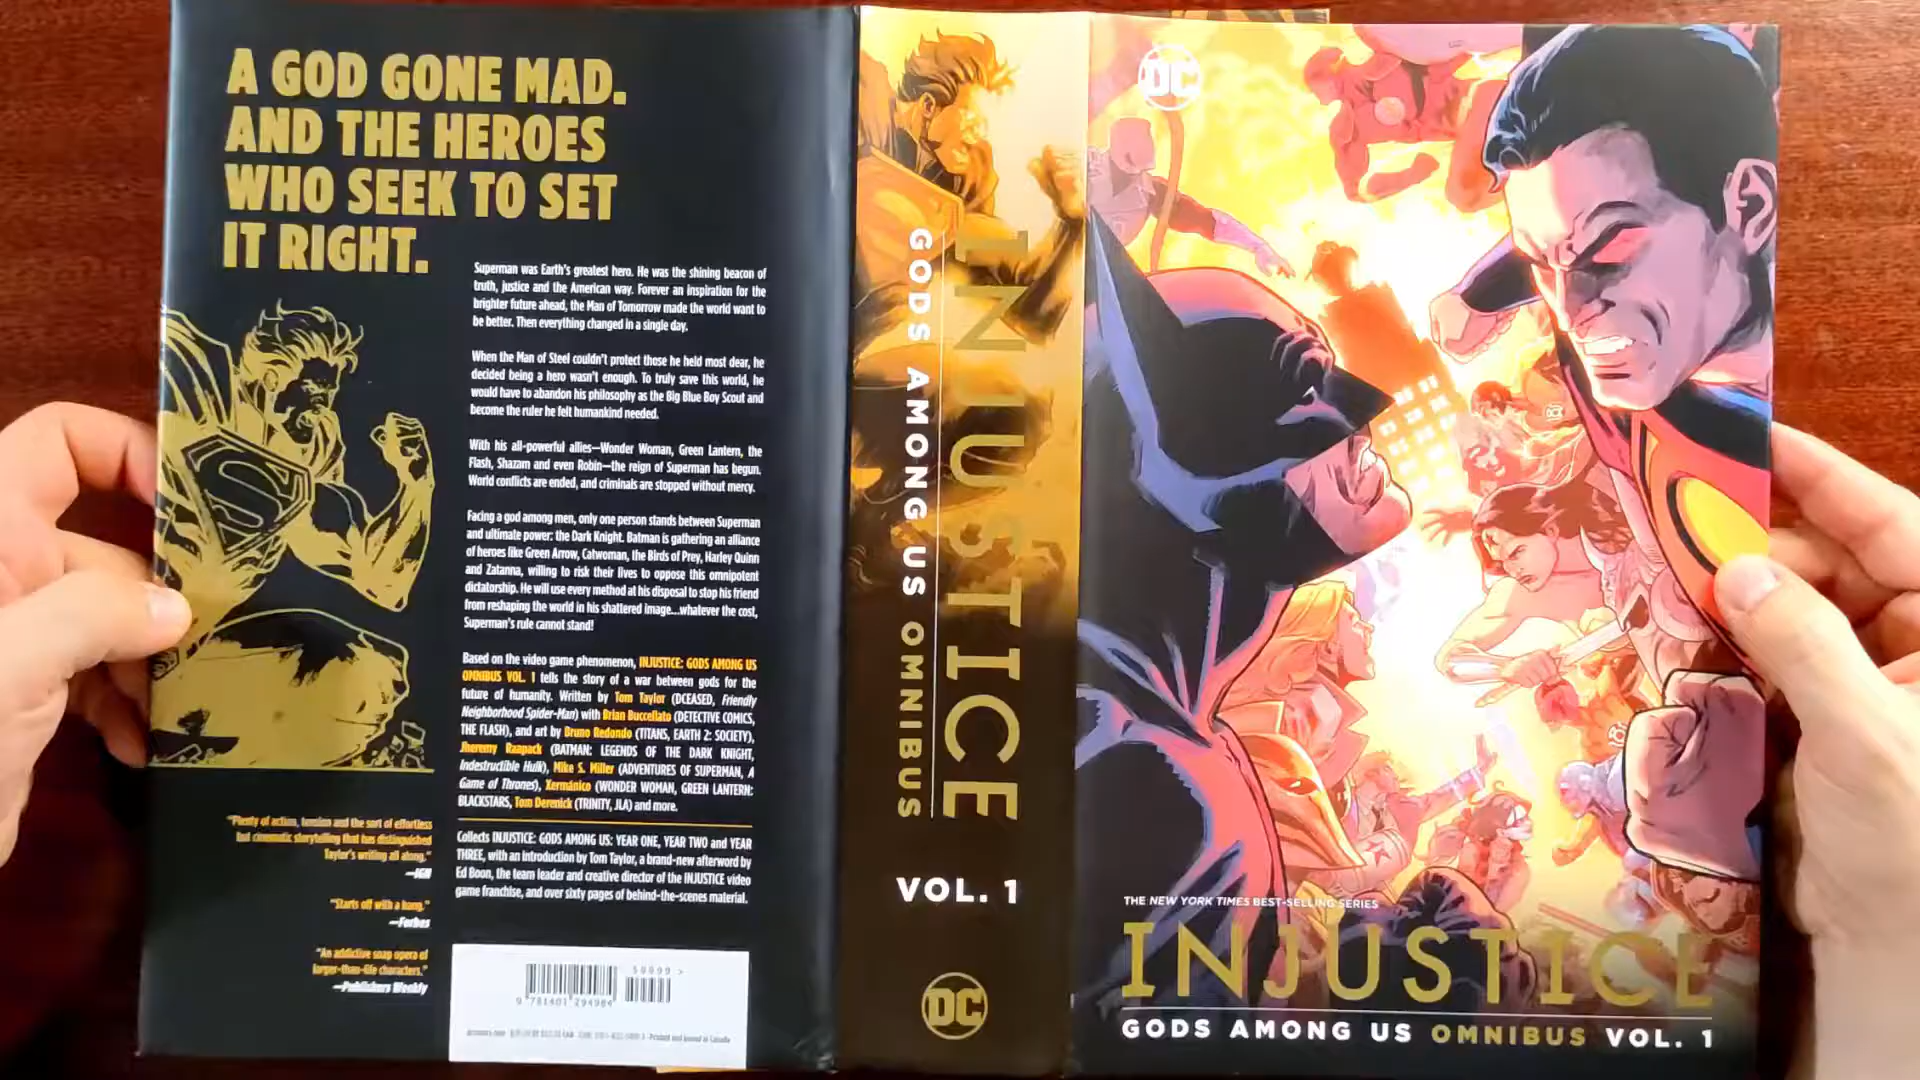 A GOD GONE MAD.
AND THE HEROES
WHO SEEK TO SET
IT RIGHT.
Superman was Earth's greatest hero. He was the shining beacon of
truth, justice and the American way. Forever an inspiration for the
brighter future ahead, the Man of Tomorrow made the world want to
be better. Then everything changed in a single day.
When the Man of Steel couldn't protect those he held most dear, he
decided being a hero wasn't enough. To truly save this world, he
would have to abandon his philosophy as the Big Blue Boy Scout and
become the ruler he felt humankind needed.
With his all-powerful allies—Wonder Woman, Green Lantern, the
Flash, Shazam and even Robin—the reign of Superman has begun.
World conflicts are ended, and criminals are stopped without mercy.
Facing a god among men, only one person stands between Superman
and ultimate power: the Dark Knight. Batman is gathering an alliance
of heroes like Green Arrow, Catwoman, the Birds of Prey, Harley Quinn
and Zatanna, willing to risk their lives to oppose this omnipotent
dictatorship. He will use every method at his disposal to stop his friend
from reshaping the world in his shattered image...whatever the cost,
Superman's rule cannot stand!
Based on the video game phenomenon, INJUSTICE: GODS AMONG US
OMNIBUS VOL. 1 tells the story of a war between gods for the
future of humanity. Written by Tom Taylor (DCEASED, Friendly
Neighborhood Spider-Man) with Brian Buccellato (DETECTIVE COMICS,
THE FLASH), and art by Bruno Redondo (TITANS, EARTH 2: SOCIETY),
Jheremy Raapack (BATMAN: LEGENDS OF THE DARK KNIGHT,
Indestructible Hulk), Mike S. Miller (ADVENTURES OF SUPERMAN, A
Game of Thrones), Xermánico (WONDER WOMAN, GREEN LANTERN:
BLACKSTARS, Tom Derenick (TRINITY, JLA) and more.
Collects INJUSTICE: GODS AMONG US: YEAR ONE, YEAR TWO and YEAR
THREE, with an introduction by Tom Taylor, a brand-new afterword by
Ed Boon, the team leader and creative director of the INJUSTICE video
game franchise, and over sixty pages of behind-the-scenes material.
"Plenty of action, tension and the sort of effortless
but cinematic storytelling that has distinguished
Taylor's writing all along."
—IGN
"Starts off with a bang."
—Forbes
"An addictive soap opera of
larger-than-life characters."
—Publishers Weekly
9 781401 294984
Printed and bound in Canada
INJUSTICE
GODS AMONG US OMNIBUS
VOL. 1
DC
DC
THE NEW YORK TIMES BEST-SELLING SERIES
INJUSTICE
GODS AMONG US OMNIBUS VOL. 1